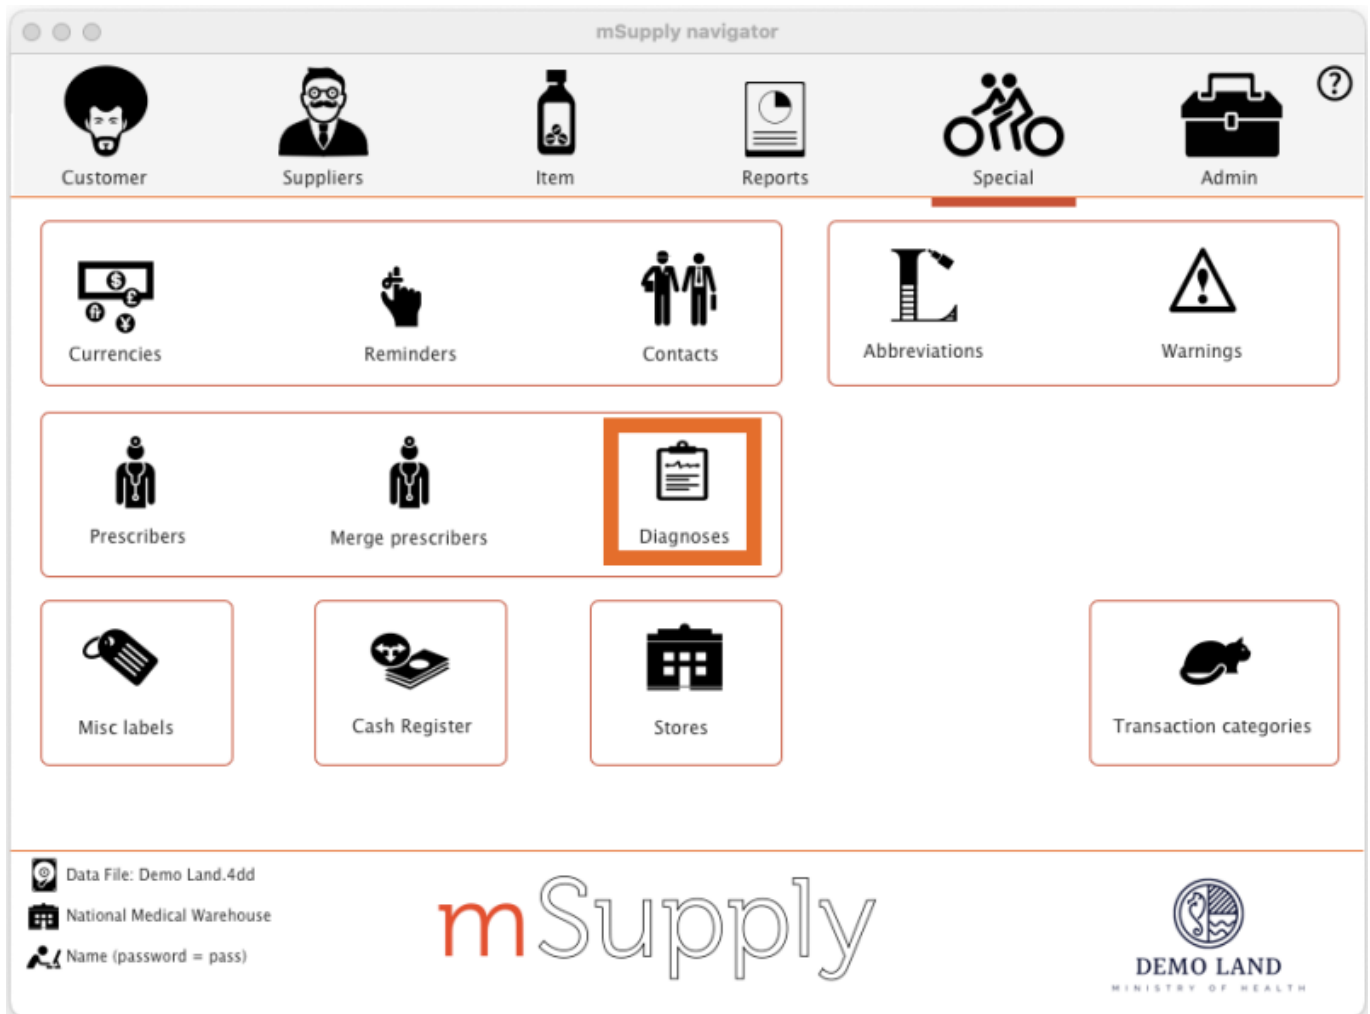 mSupply navigator
?
Customer Suppliers Item Reports Special Admin
Currencies Reminders Contacts Abbreviations Warnings
Prescribers Merge prescribers Diagnoses
Misc labels Cash Register Stores Transaction categories
Data File: Demo Land.4dd
National Medical Warehouse
Name (password = pass)
mSupply
DEMO LAND
MINISTRY OF HEALTH